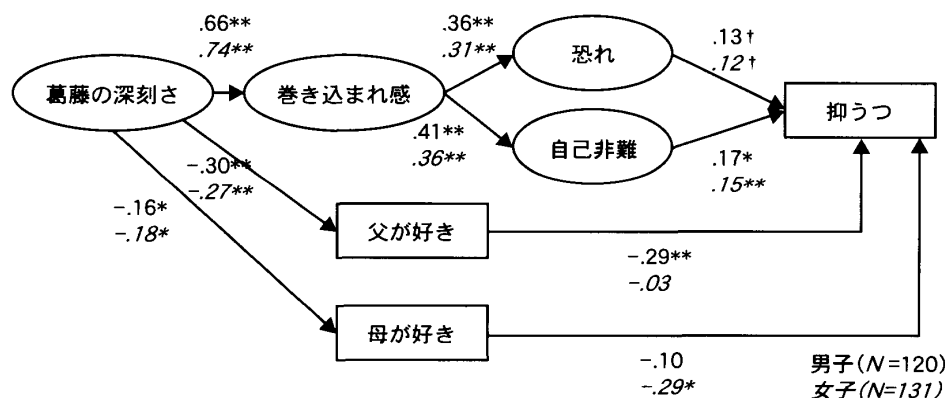 .66**
.74**
.36**
.31**
恐れ
.13†
.12†
葛藤の深刻さ
巻き込まれ感
抑うつ
.41**
.36**
自己非難
.17*
.15**
-.30**
-.27**
-.16*
-.18*
父が好き
-.29**
-.03
母が好き
-.10
-.29*
男子(N=120)
女子(N=131)